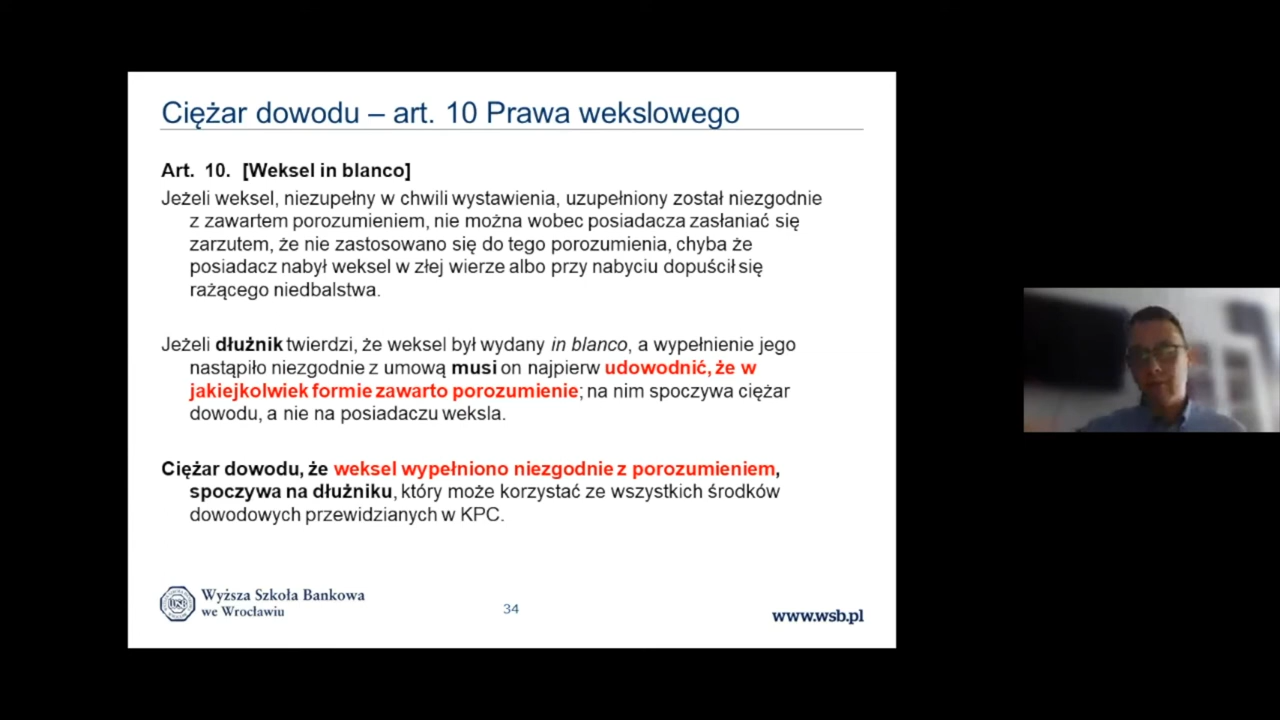 Ciężar dowodu – art. 10 Prawa wekslowego
Art. 10. [Weksel in blanco]
Jeżeli weksel, niezupełny w chwili wystawienia, uzupełniony został niezgodnie
z zawartem porozumieniem, nie można wobec posiadacza zasłaniać się
zarzutem, że nie zastosowano się do tego porozumienia, chyba że
posiadacz nabył weksel w złej wierze albo przy nabyciu dopuścił się
rażącego niedbalstwa.
Jeżeli dłużnik twierdzi, że weksel był wydany in blanco, a wypełnienie jego
nastąpiło niezgodnie z umową musi on najpierw udowodnić, że w
jakiejkolwiek formie zawarto porozumienie; na nim spoczywa ciężar
dowodu, a nie na posiadaczu weksla.
Ciężar dowodu, że weksel wypełniono niezgodnie z porozumieniem,
spoczywa na dłużniku, który może korzystać ze wszystkich środków
dowodowych przewidzianych w KPC.
WSB
Wyższa Szkoła Bankowa
we Wrocławiu
34
www.wsb.pl